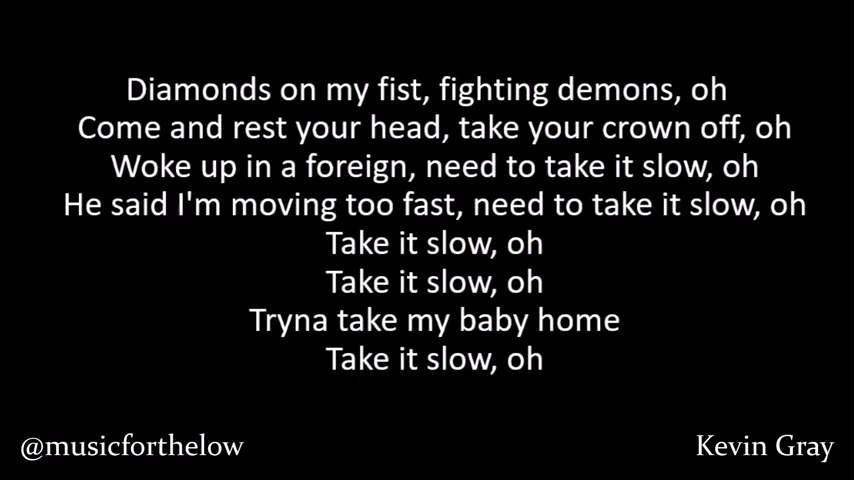 Diamonds on my fist, fighting demons, oh
Come and rest your head, take your crown off, oh
Woke up in a foreign, need to take it slow, oh
He said I'm moving too fast, need to take it slow, oh
Take it slow, oh
Take it slow, oh
Tryna take my baby home
Take it slow, oh
@musicforthelow
Kevin Gray